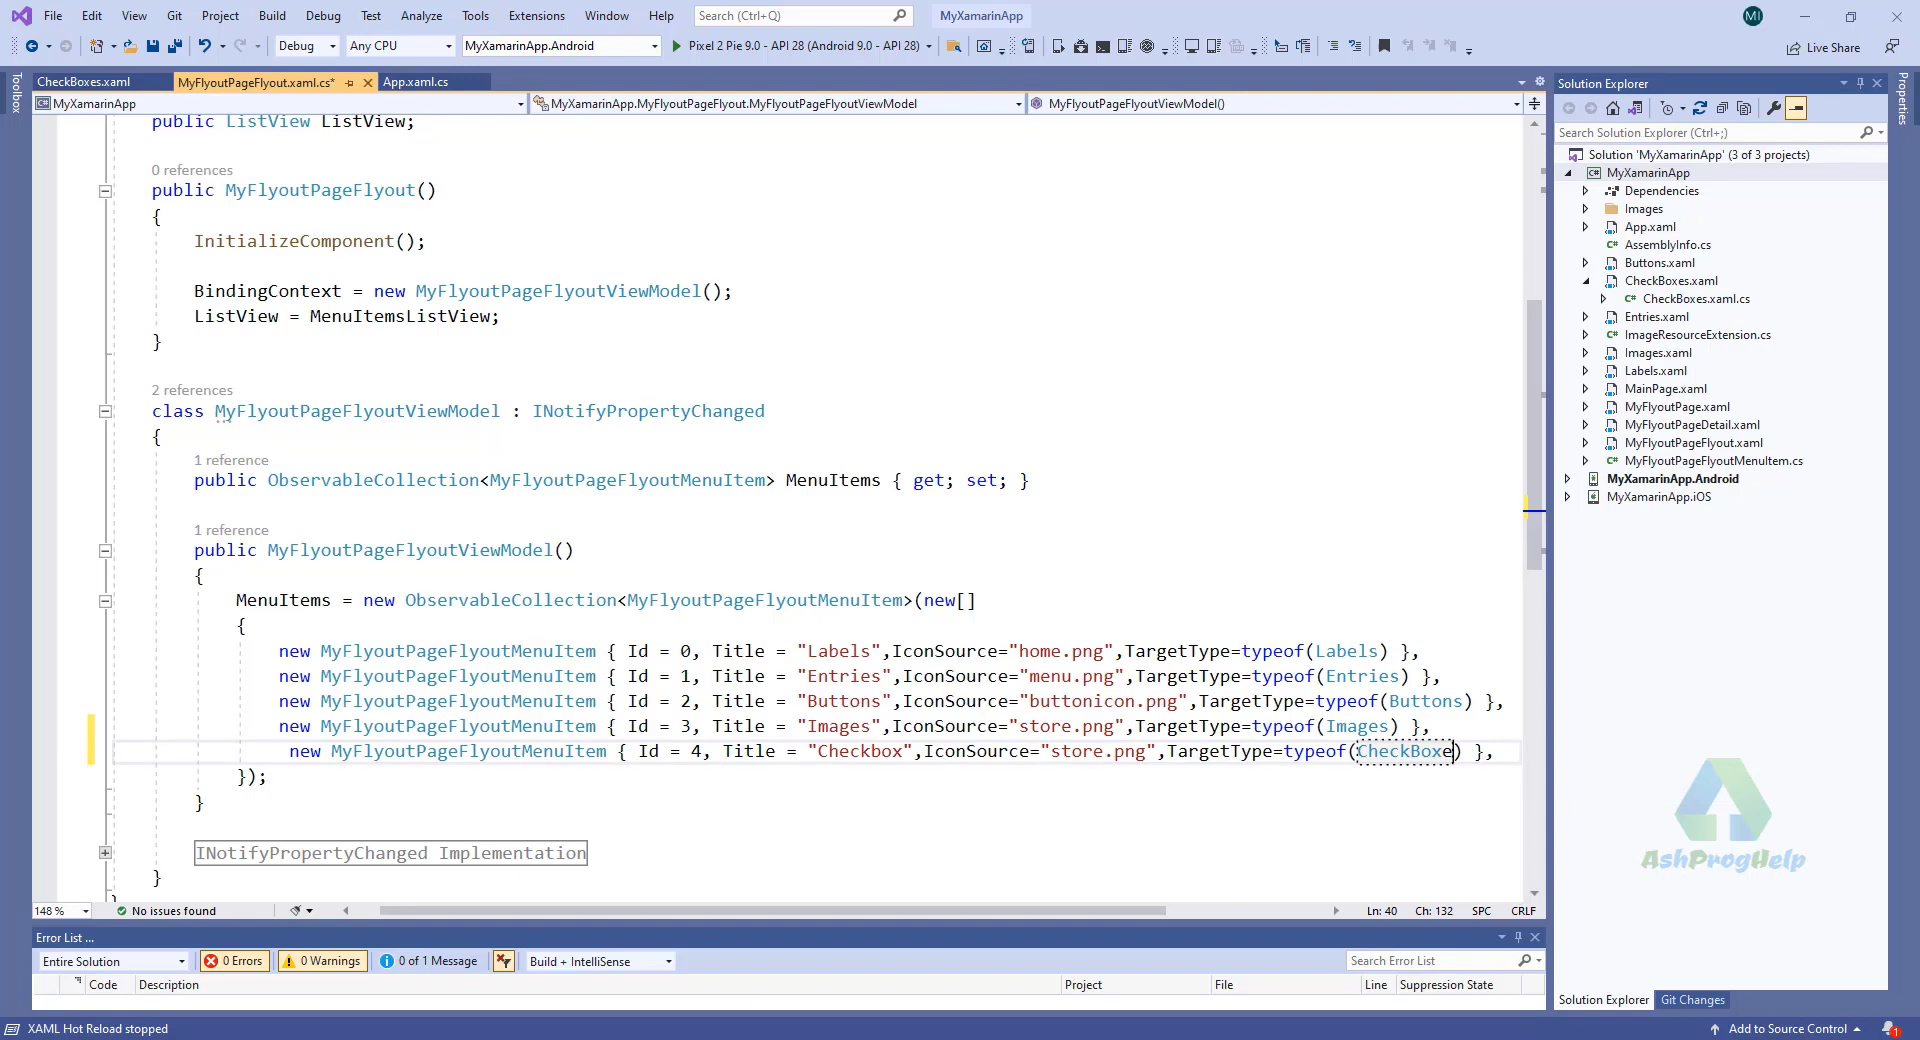 File Edit View Git Project Build Debug Test Analyze Tools Extensions Window Help Search (Ctrl+Q) MyXamarinApp MI
Debug Any CPU MyXamarinApp.Android Pixel 2 Pie 9.0 - API 28 (Android 9.0 - API 28) Live Share
Toolbox
CheckBoxes.xaml MyFlyoutPageFlyout.xaml.cs* App.xaml.cs
MyXamarinApp MyXamarinApp.MyFlyoutPageFlyout.MyFlyoutPageFlyoutViewModel MyFlyoutPageFlyoutViewModel()
public ListView ListView;
0 references
public MyFlyoutPageFlyout()
{
InitializeComponent();
BindingContext = new MyFlyoutPageFlyoutViewModel();
ListView = MenuItemsListView;
}
2 references
class MyFlyoutPageFlyoutViewModel : INotifyPropertyChanged
{
1 reference
public ObservableCollection<MyFlyoutPageFlyoutMenuItem> MenuItems { get; set; }
1 reference
public MyFlyoutPageFlyoutViewModel()
{
MenuItems = new ObservableCollection<MyFlyoutPageFlyoutMenuItem>(new[]
{
new MyFlyoutPageFlyoutMenuItem { Id = 0, Title = "Labels",IconSource="home.png",TargetType=typeof(Labels) },
new MyFlyoutPageFlyoutMenuItem { Id = 1, Title = "Entries",IconSource="menu.png",TargetType=typeof(Entries) },
new MyFlyoutPageFlyoutMenuItem { Id = 2, Title = "Buttons",IconSource="buttonicon.png",TargetType=typeof(Buttons) },
new MyFlyoutPageFlyoutMenuItem { Id = 3, Title = "Images",IconSource="store.png",TargetType=typeof(Images) },
new MyFlyoutPageFlyoutMenuItem { Id = 4, Title = "Checkbox",IconSource="store.png",TargetType=typeof(CheckBoxe) },
});
}
INotifyPropertyChanged Implementation
}
148 % No issues found Ln: 40 Ch: 132 SPC CRLF
Error List ...
Entire Solution 0 Errors 0 Warnings 0 of 1 Message Build + IntelliSense Search Error List
Code Description Project File Line Suppression State
Solution Explorer
Search Solution Explorer (Ctrl+;)
Solution 'MyXamarinApp' (3 of 3 projects)
MyXamarinApp
Dependencies
Images
App.xaml
AssemblyInfo.cs
Buttons.xaml
CheckBoxes.xaml
CheckBoxes.xaml.cs
Entries.xaml
ImageResourceExtension.cs
Images.xaml
Labels.xaml
MainPage.xaml
MyFlyoutPage.xaml
MyFlyoutPageDetail.xaml
MyFlyoutPageFlyout.xaml
MyFlyoutPageFlyoutMenuItem.cs
MyXamarinApp.Android
MyXamarinApp.iOS
AshProgHelp
Solution Explorer Git Changes
Properties
XAML Hot Reload stopped Add to Source Control 1